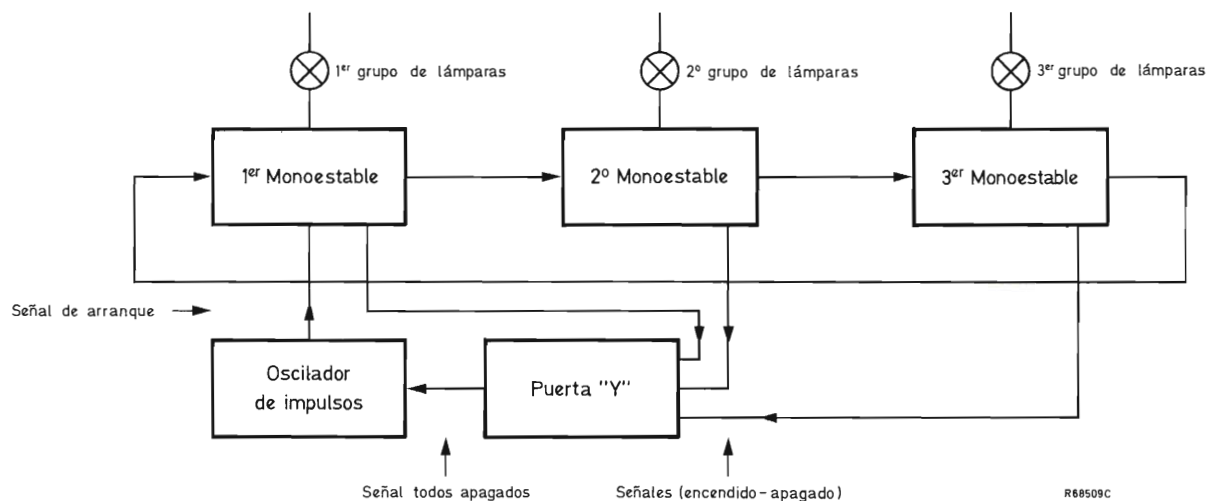 1er grupo de lámparas
2º grupo de lámparas
3er grupo de lámparas
1er Monoestable
2º Monoestable
3er Monoestable
Señal de arranque
Oscilador
de impulsos
Puerta "Y"
Señal todos apagados
Señales (encendido-apagado)
R68509C